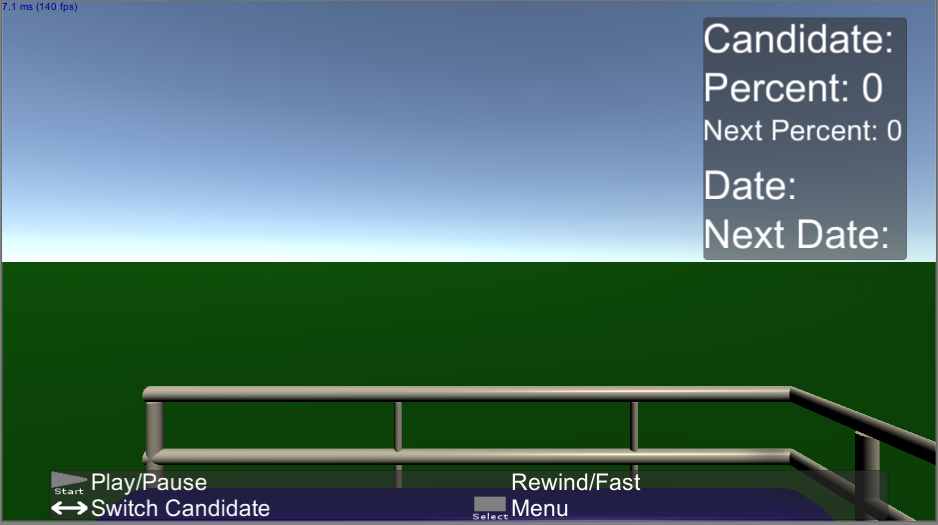 7.1 ms (140 fps)
Candidate:
Percent: 0
Next Percent: 0
Date:
Next Date:
Start Play/Pause Rewind/Fast
Switch Candidate Select Menu